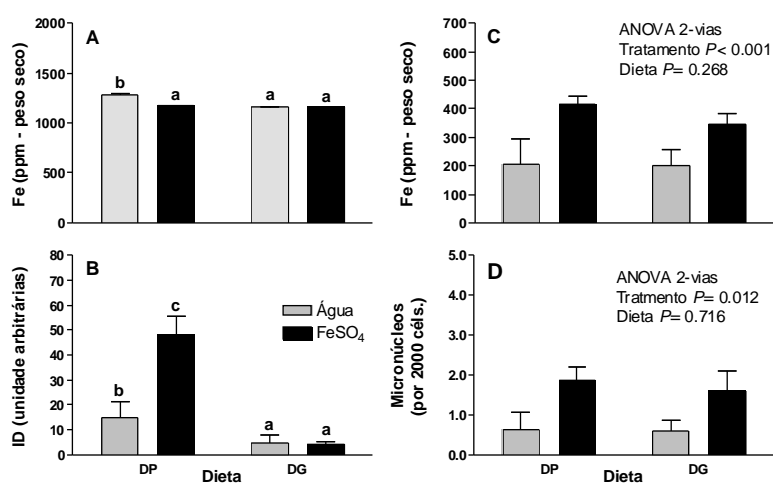 A
Fe (ppm - peso seco)
2000
1500
1000
500
0
b
a
a
a
B
ID (unidade arbitrárias)
80
70
60
50
40
30
20
10
0
b
c
a
a
Água
FeSO4
DP
Dieta
DG
C
Fe (ppm - peso seco)
700
600
500
400
300
200
100
0
ANOVA 2-vias
Tratamento P< 0.001
Dieta P= 0.268
D
Micronúcleos
(por 2000 céls.)
5.0
4.0
3.0
2.0
1.0
0.0
ANOVA 2-vias
Tratmento P= 0.012
Dieta P= 0.716
DP
Dieta
DG